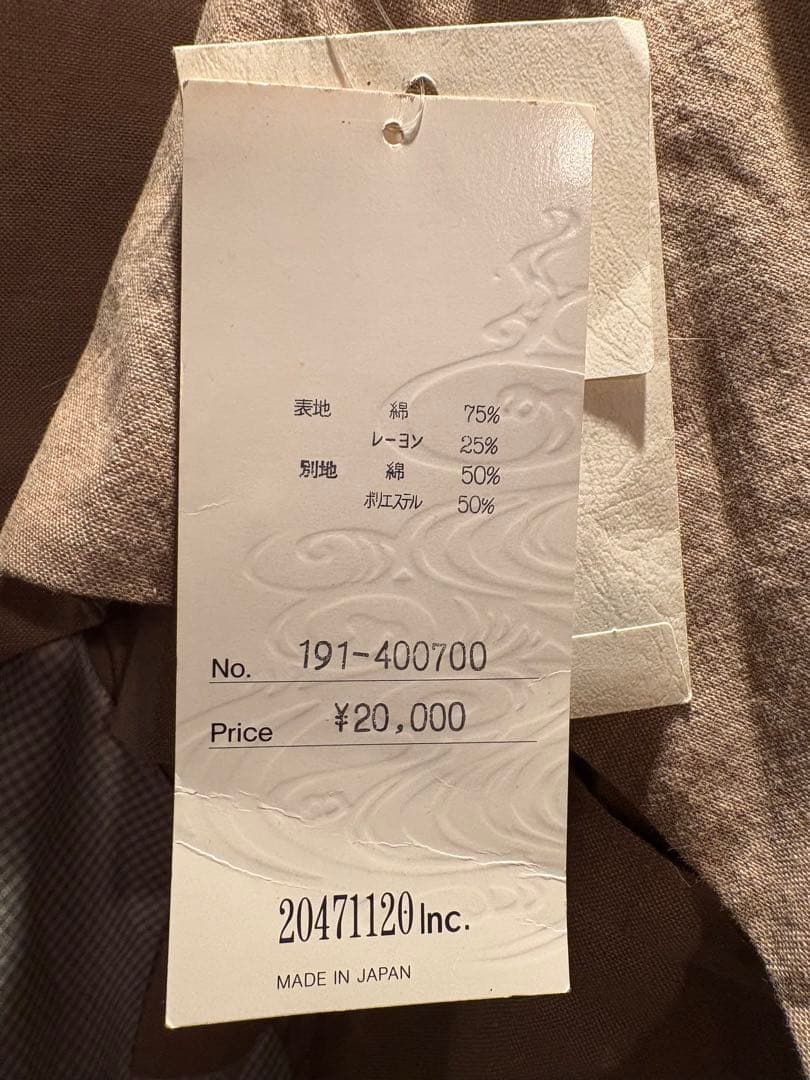 表地 綿 75%
レーヨン 25%
別地 綿 50%
ポリエステル 50%
No. 191-400700
Price ¥20,000
20471120 Inc.
MADE IN JAPAN